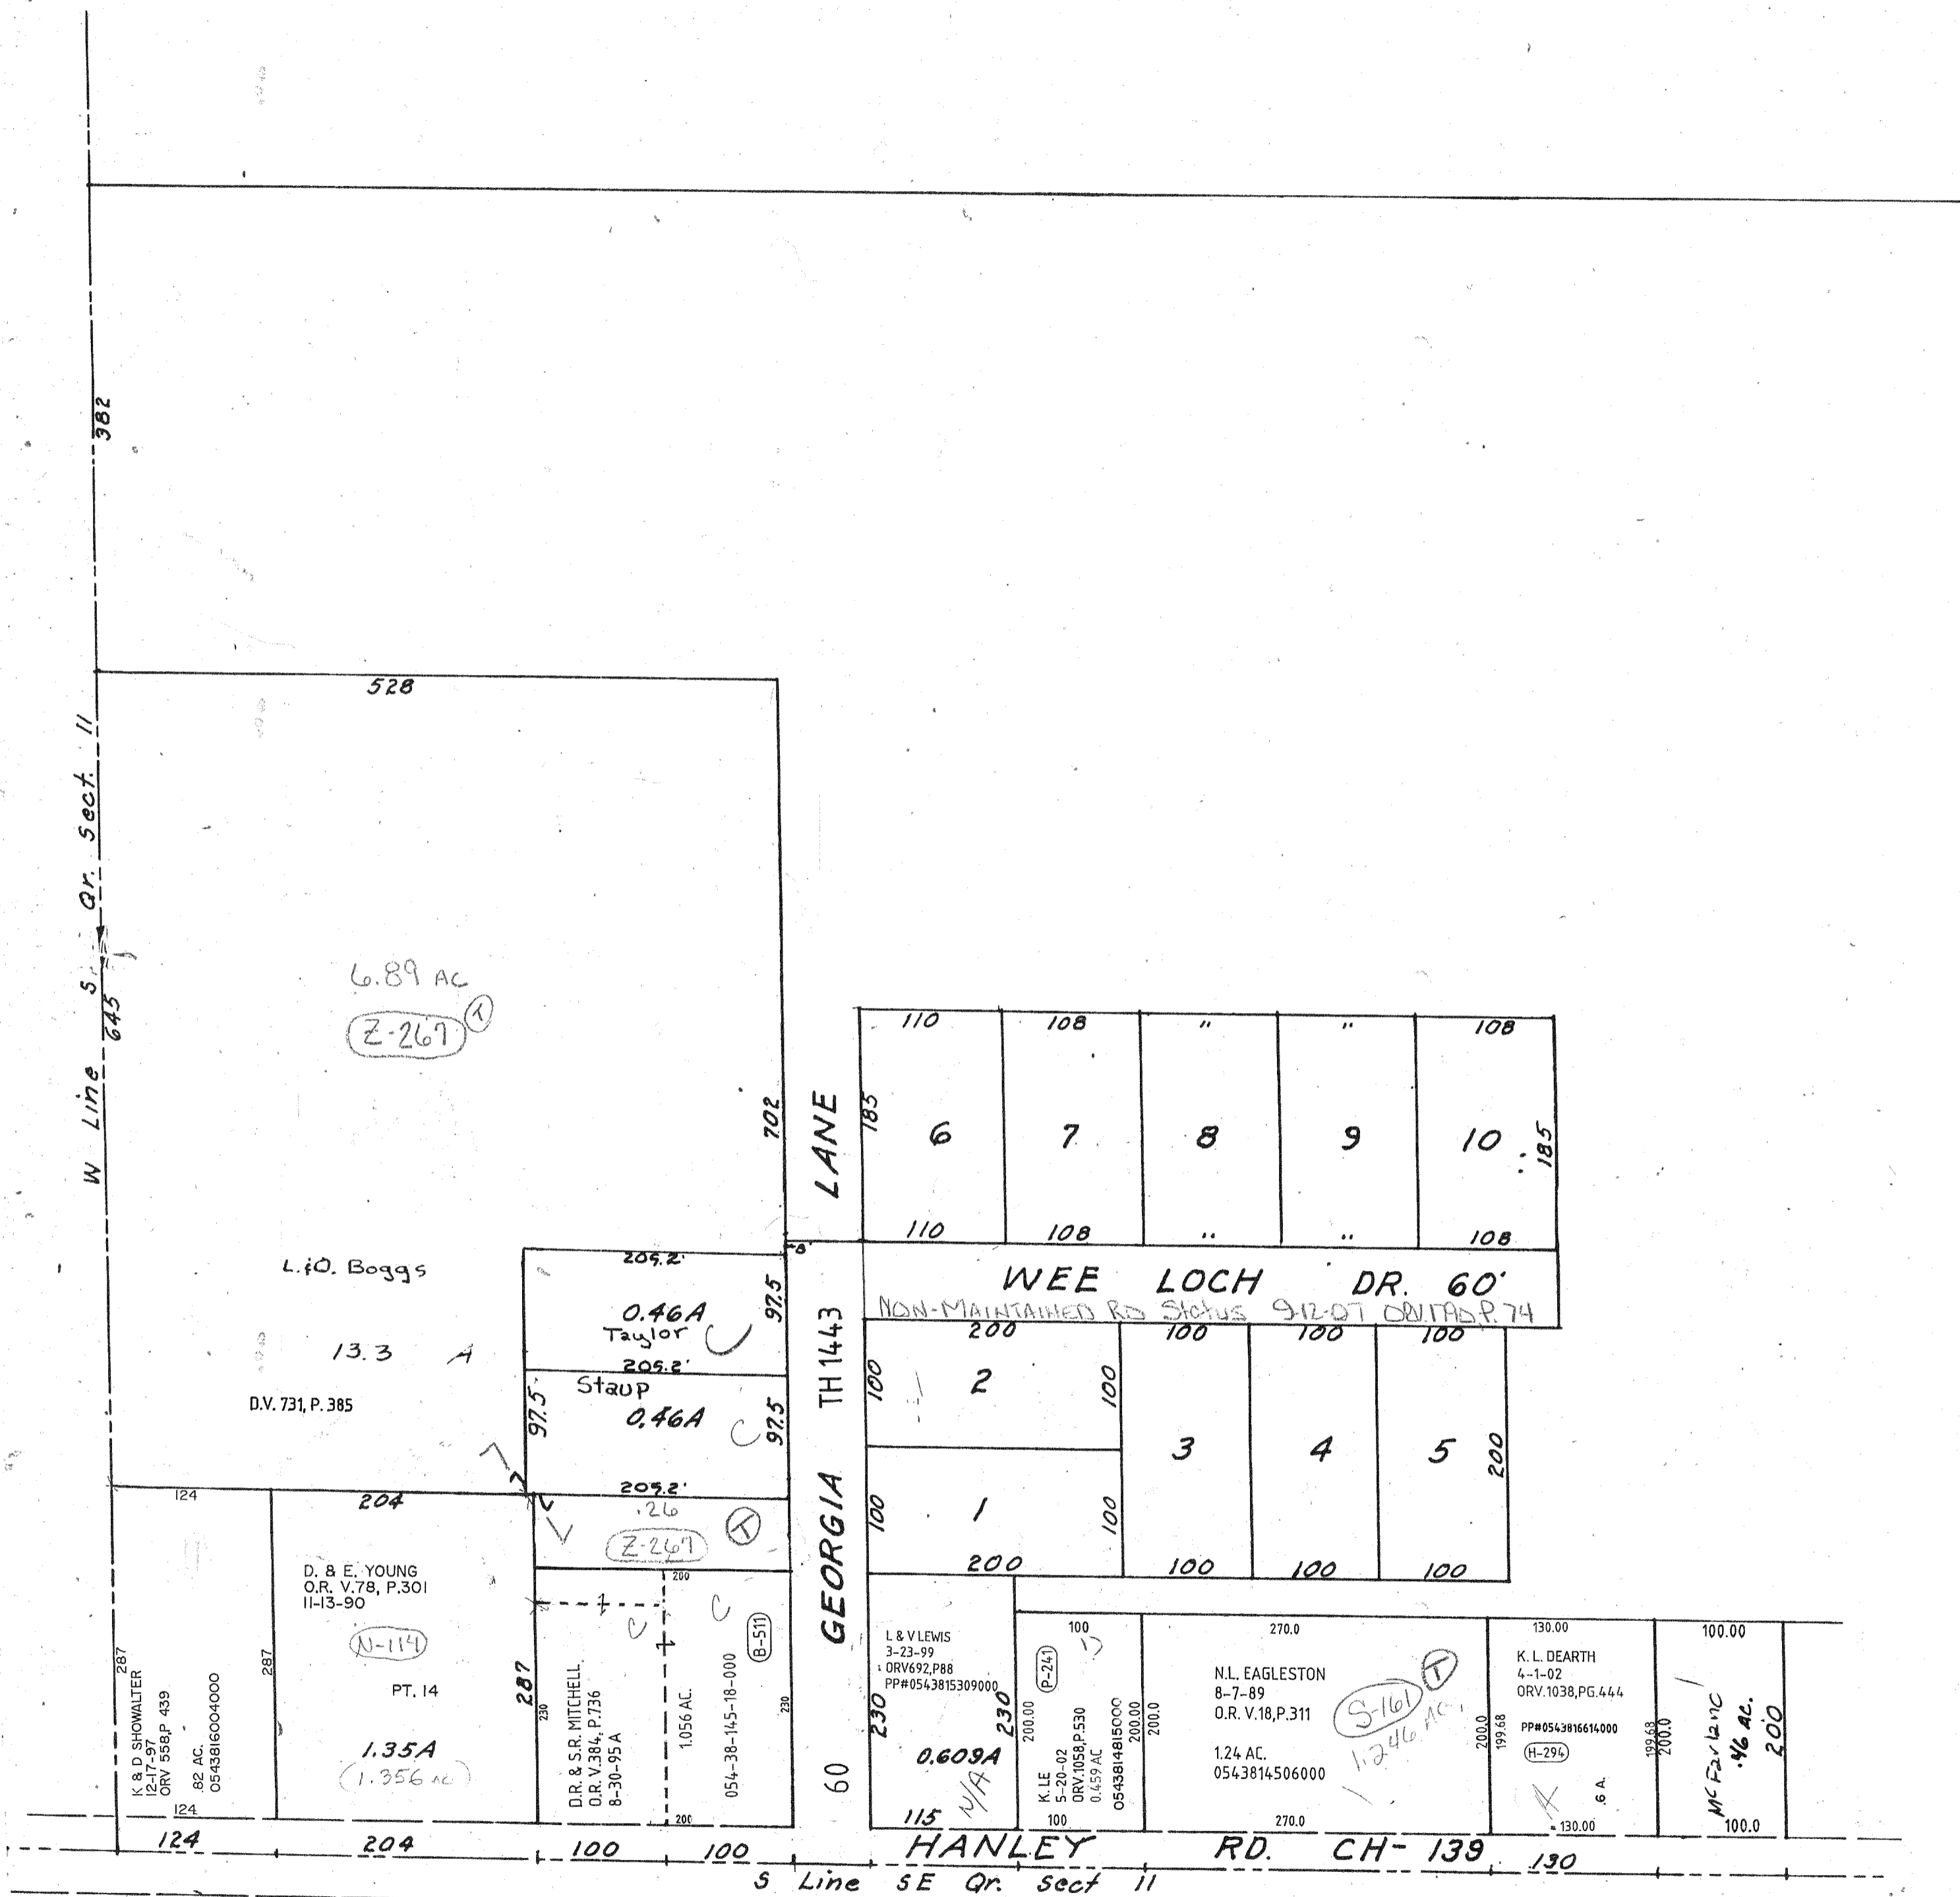 382
528
W Line S. Qr. Sect. 11
645
6.89 AC
Z-267
T
702
LANE
110
108
"
"
108
185
6
7
8
9
10
185
110
108
"
"
108
L.&O. Boggs
13.3 A
D.V. 731, P. 385
205.2'
0.46A
Taylor
97.5
205.2'
Staup
0.46A
97.5
97.5
205.2'
WEE LOCH DR. 60'
NON-MAINTAINED RD Status 9-12-07
P. 74
GEORGIA TH 1443
60
200
100
100
100
100
2
100
3
4
5
200
100
1
100
200
100
100
100
124
204
.26
Z-267
T
287
K & D SHOWALTER
12-17-97
ORV 558,P 439
.82 AC.
0543816004000
124
287
D. & E. YOUNG
O.R. V.78, P.301
11-13-90
N-114
PT. 14
1.35A
(1.356 AC)
287
230
200
D.R. & S.R. MITCHELL
O.R. V.384, P.736
8-30-95 A
1.056 AC.
054-38-145-18-000
B-511
230
200
C
C
C
C
L & V LEWIS
3-23-99
ORV692,P88
PP#0543815309000
230
230
0.609A
N/A
115
100
P-241
200.00
K. LE
5-20-02
ORV.1058,P.530
0.459 AC
0543814815000
200.00
100
270.0
200.0
N.L. EAGLESTON
8-7-89
O.R. V.18,P.311
S-161
T
1.246 AC.
1.24 AC.
0543814506000
200.0
270.0
130.00
199.68
K. L. DEARTH
4-1-02
ORV.1038,PG.444
PP#0543816614000
H-294
.6 A.
199.68
130.00
100.00
200.0
McFarland
.46 AC.
200
100.0
124
204
100
100
HANLEY RD. CH-139
130
S Line SE Qr. Sect 11